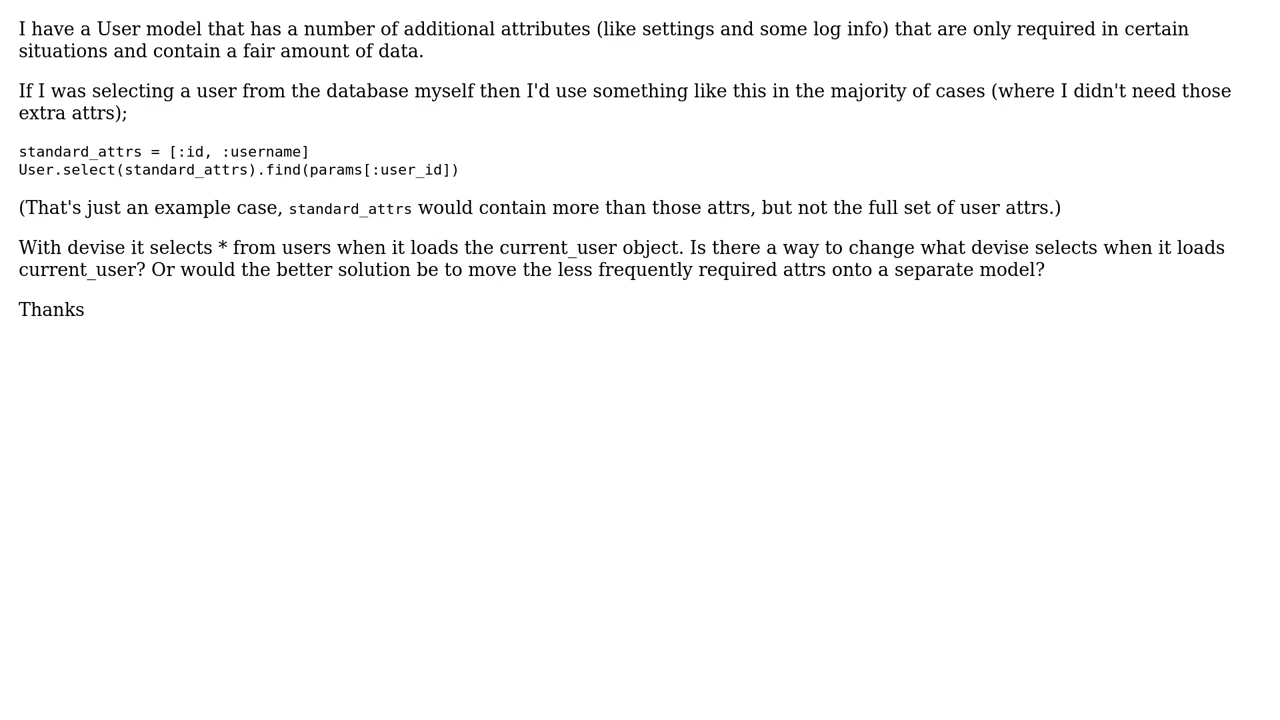 I have a User model that has a number of additional attributes (like settings and some log info) that are only required in certain
situations and contain a fair amount of data.
If I was selecting a user from the database myself then I'd use something like this in the majority of cases (where I didn't need those
extra attrs);
standard_attrs = [:id, :username]
User.select(standard_attrs).find(params[:user_id])
(That's just an example case, standard_attrs would contain more than those attrs, but not the full set of user attrs.)
With devise it selects * from users when it loads the current_user object. Is there a way to change what devise selects when it loads
current_user? Or would the better solution be to move the less frequently required attrs onto a separate model?
Thanks